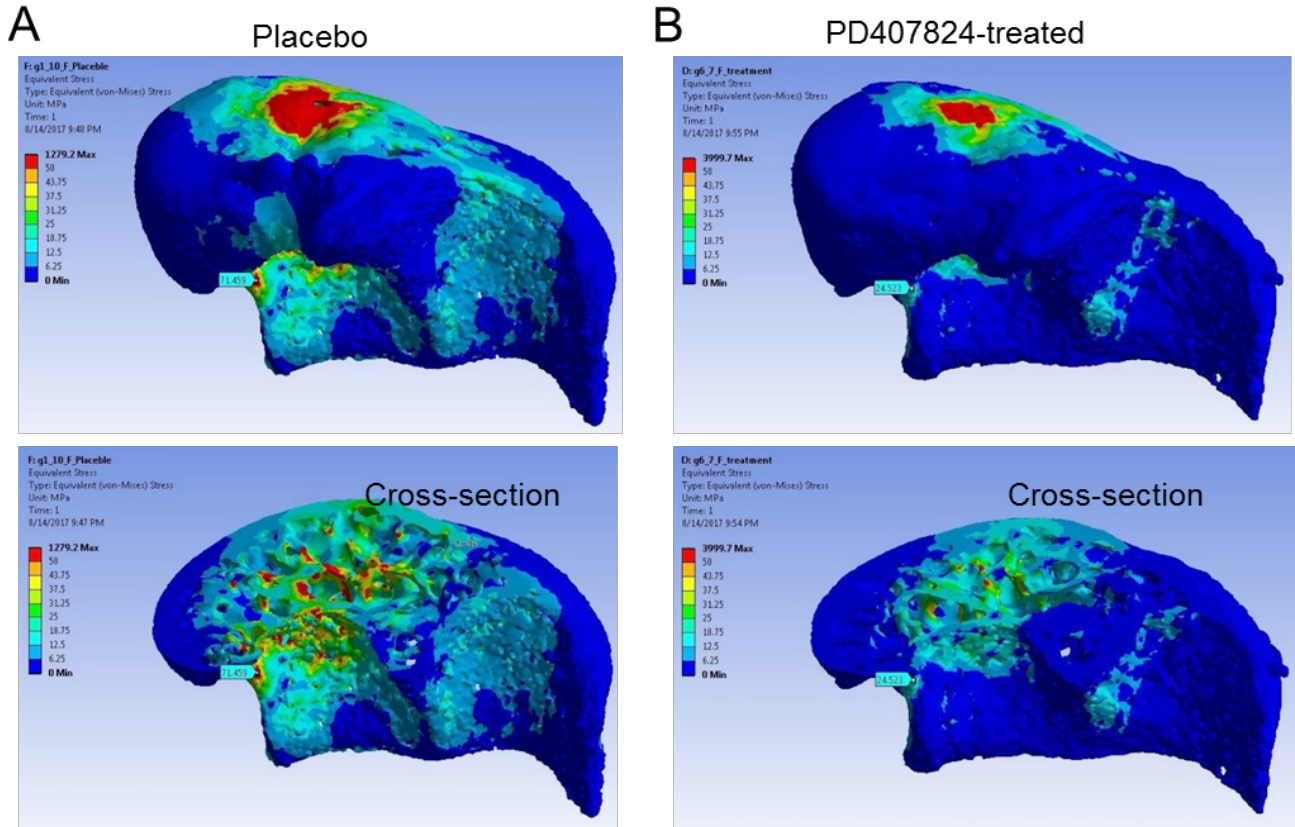 A
Placebo
F: g1_10_F_Placeble
Equivalent Stress
Type: Equivalent (von-Mises) Stress
Unit: MPa
Time: 1
8/14/2017 9:48 PM
1279.2 Max
50
43.75
37.5
31.25
25
18.75
12.5
6.25
0 Min
71.459
B
PD407824-treated
D: g6_7_F_treatment
Equivalent Stress
Type: Equivalent (von-Mises) Stress
Unit: MPa
Time: 1
8/14/2017 9:55 PM
3999.7 Max
50
43.75
37.5
31.25
25
18.75
12.5
6.25
0 Min
24.523
F: g1_10_F_Placeble
Equivalent Stress
Type: Equivalent (von-Mises) Stress
Unit: MPa
Time: 1
8/14/2017 9:47 PM
Cross-section
1279.2 Max
50
43.75
37.5
31.25
25
18.75
12.5
6.25
0 Min
71.459
D: g6_7_F_treatment
Equivalent Stress
Type: Equivalent (von-Mises) Stress
Unit: MPa
Time: 1
8/14/2017 9:54 PM
Cross-section
3999.7 Max
50
43.75
37.5
31.25
25
18.75
12.5
6.25
0 Min
24.523